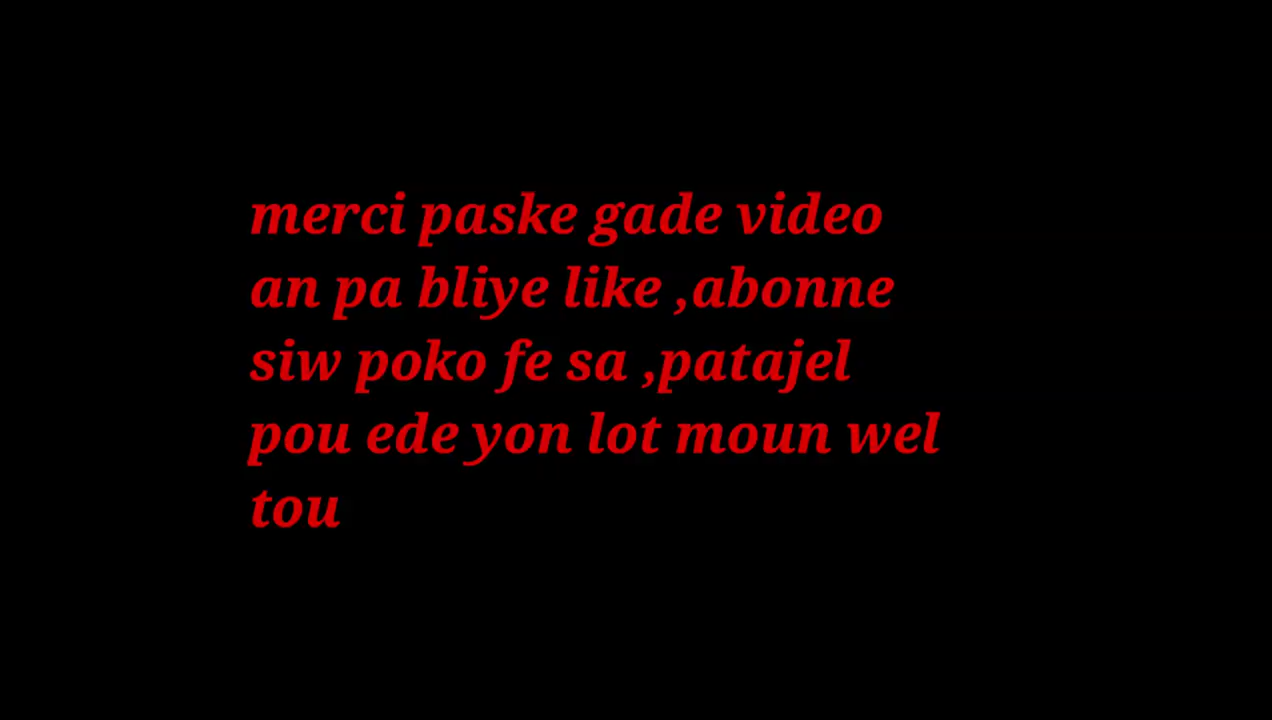 merci paske gade video
an pa bliye like ,abonne
siw poko fe sa ,patajel
pou ede yon lot moun wel
tou